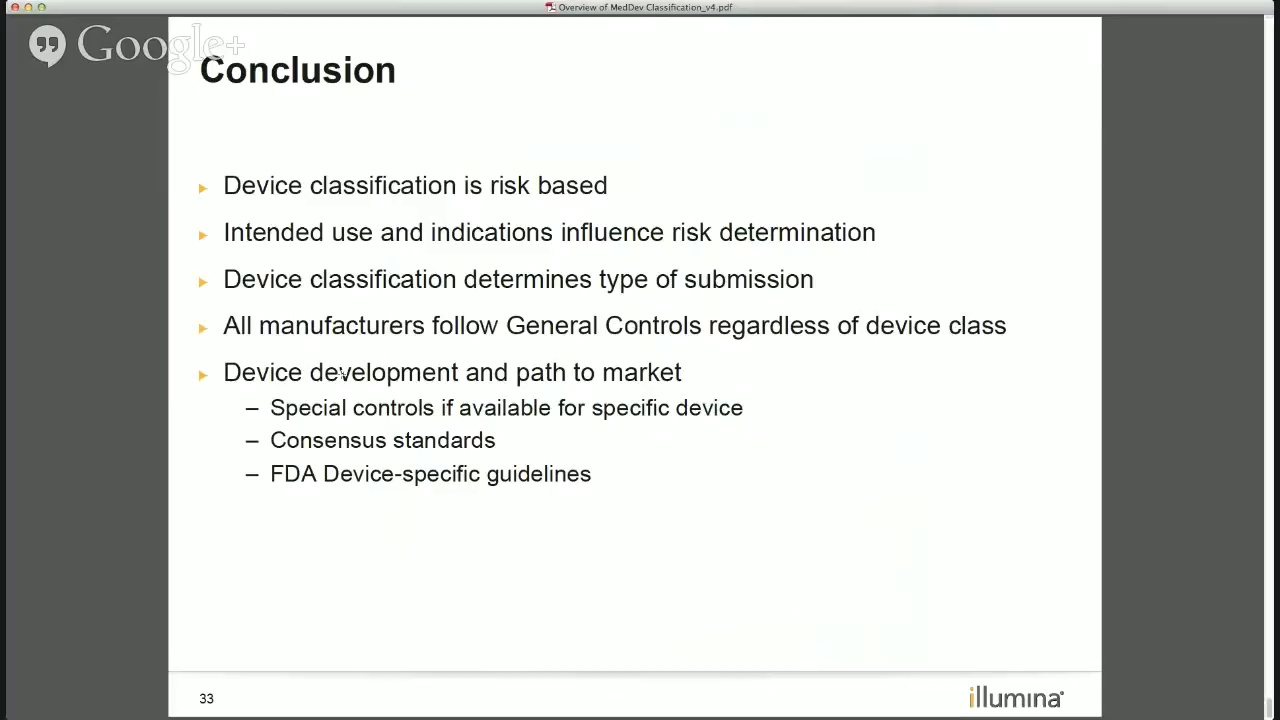 Overview of MedDev Classification_v4.pdf
Google+
Conclusion
Device classification is risk based
Intended use and indications influence risk determination
Device classification determines type of submission
All manufacturers follow General Controls regardless of device class
Device development and path to market
– Special controls if available for specific device
– Consensus standards
– FDA Device-specific guidelines
33
illumina